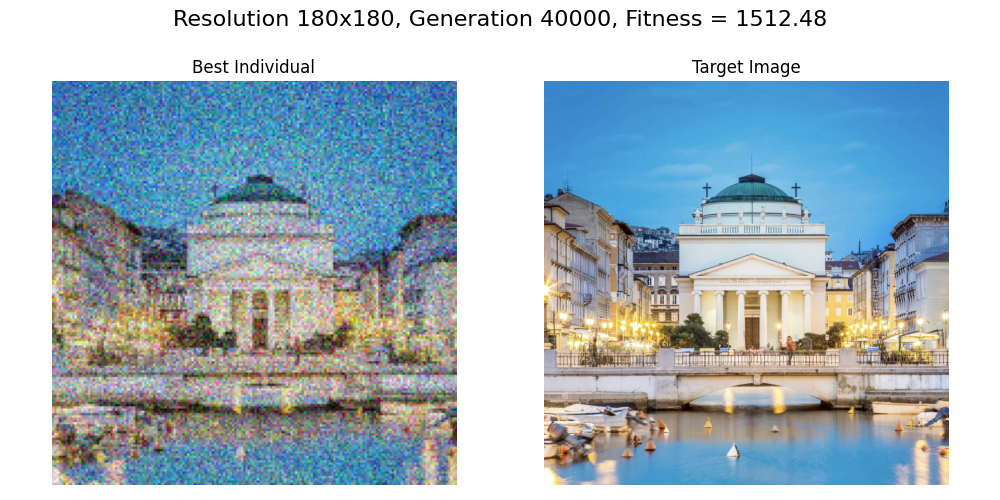 Resolution 180x180, Generation 40000, Fitness = 1512.48
Best Individual
Target Image